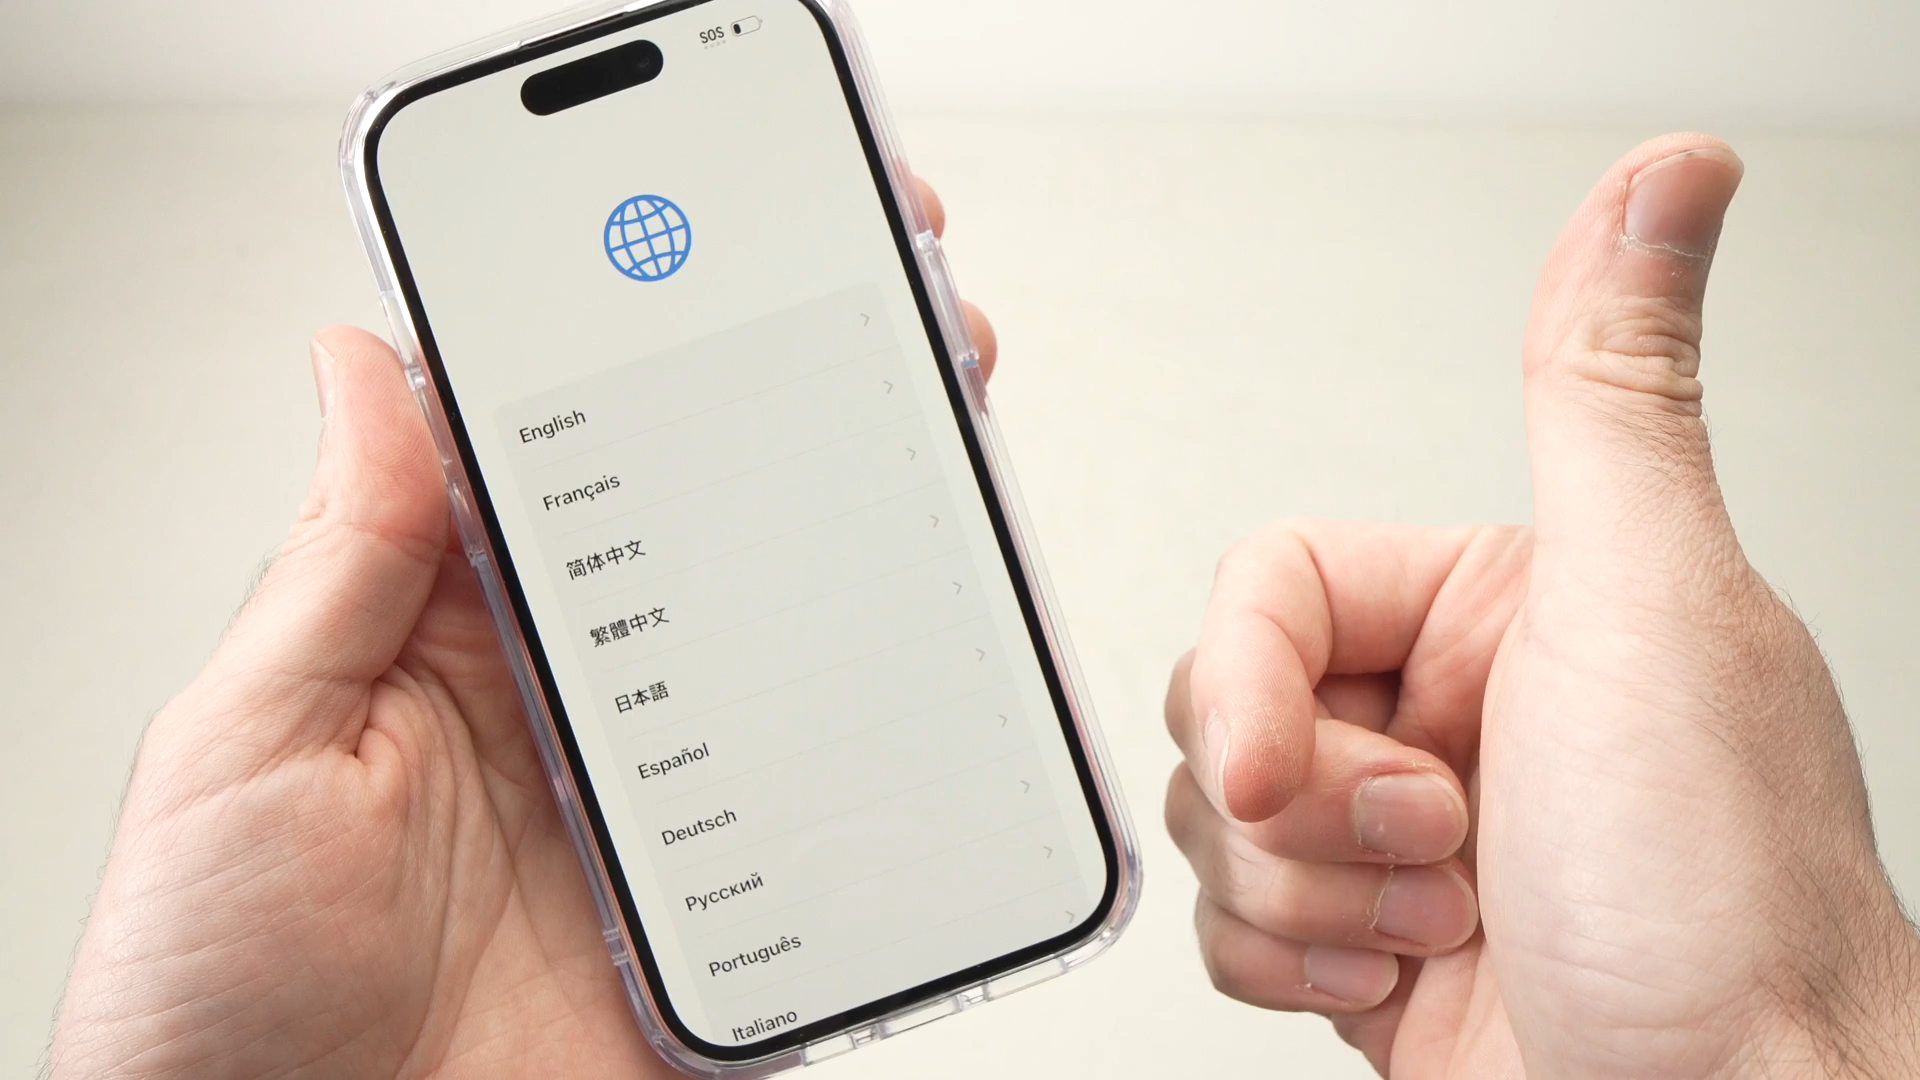 SOS
English
Français
简体中文
繁體中文
日本語
Español
Deutsch
Русский
Português
Italiano